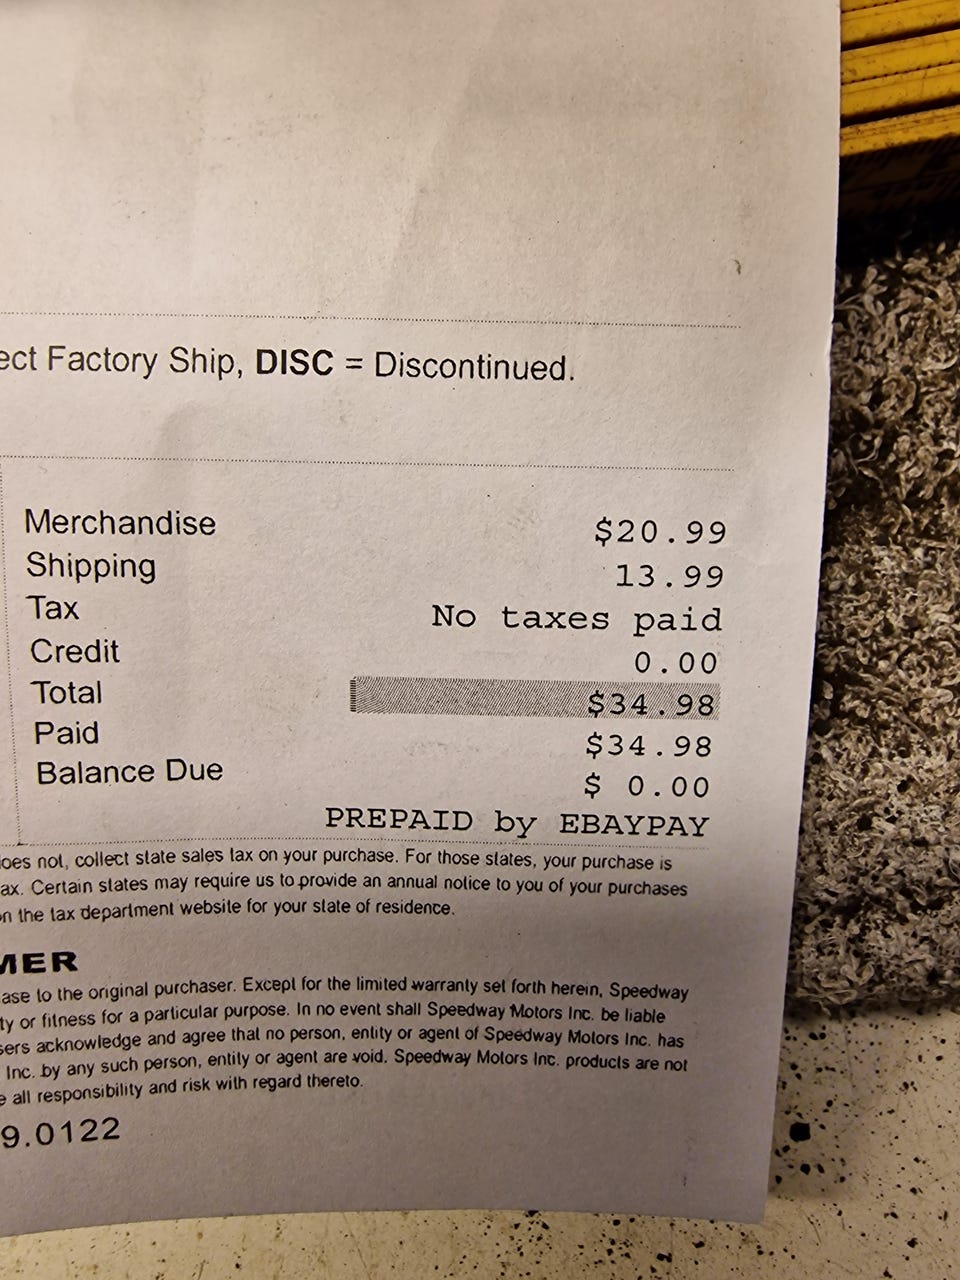 ect Factory Ship, DISC = Discontinued.
Merchandise $20.99
Shipping 13.99
Tax No taxes paid
Credit 0.00
Total $34.98
Paid $34.98
Balance Due $ 0.00
PREPAID by EBAYPAY
oes not, collect state sales tax on your purchase. For those states, your purchase is
ax. Certain states may require us to provide an annual notice to you of your purchases
on the tax department website for your state of residence.
MER
ase to the original purchaser. Except for the limited warranty set forth herein, Speedway
ty or fitness for a particular purpose. In no event shall Speedway Motors Inc. be liable
sers acknowledge and agree that no person, entity or agent of Speedway Motors Inc. has
Inc. by any such person, entity or agent are void. Speedway Motors Inc. products are not
e all responsibility and risk with regard thereto.
9.0122